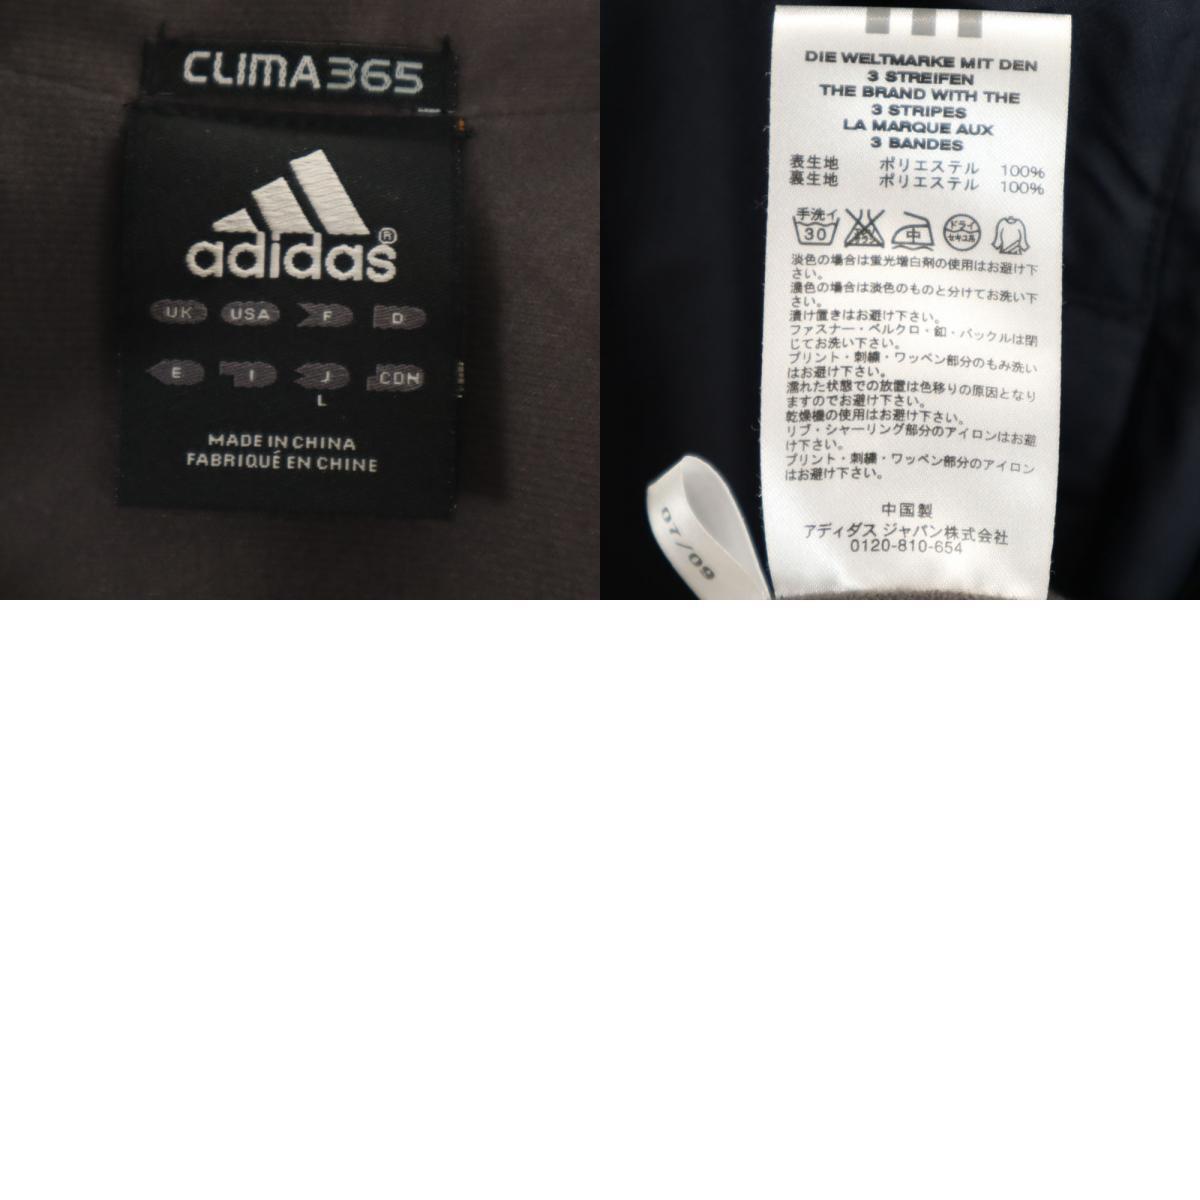 CLIMA365
adidas®
UK USA F D
E I J CDN
L
MADE IN CHINA
FABRIQUÉ EN CHINE
DIE WELTMARKE MIT DEN
3 STREIFEN
THE BRAND WITH THE
3 STRIPES
LA MARQUE AUX
3 BANDES
表生地 ポリエステル 100%
裏生地 ポリエステル 100%
手洗イ
30
中
ドライ
セキユ系
淡色の場合は蛍光増白剤の使用はお避け下
さい。
濃色の場合は淡色のものと分けてお洗い下
さい。
漬け置きはお避け下さい。
ファスナー・ベルクロ・釦・バックルは閉
じてお洗い下さい。
プリント・刺繍・ワッペン部分のもみ洗い
はお避け下さい。
濡れた状態での放置は色移りの原因となり
ますのでお避け下さい。
乾燥機の使用はお避け下さい。
リブ・シャーリング部分のアイロンはお避
け下さい。
プリント・刺繍・ワッペン部分のアイロン
はお避け下さい。
中国製
アディダス ジャパン株式会社
0120-810-654
07/09